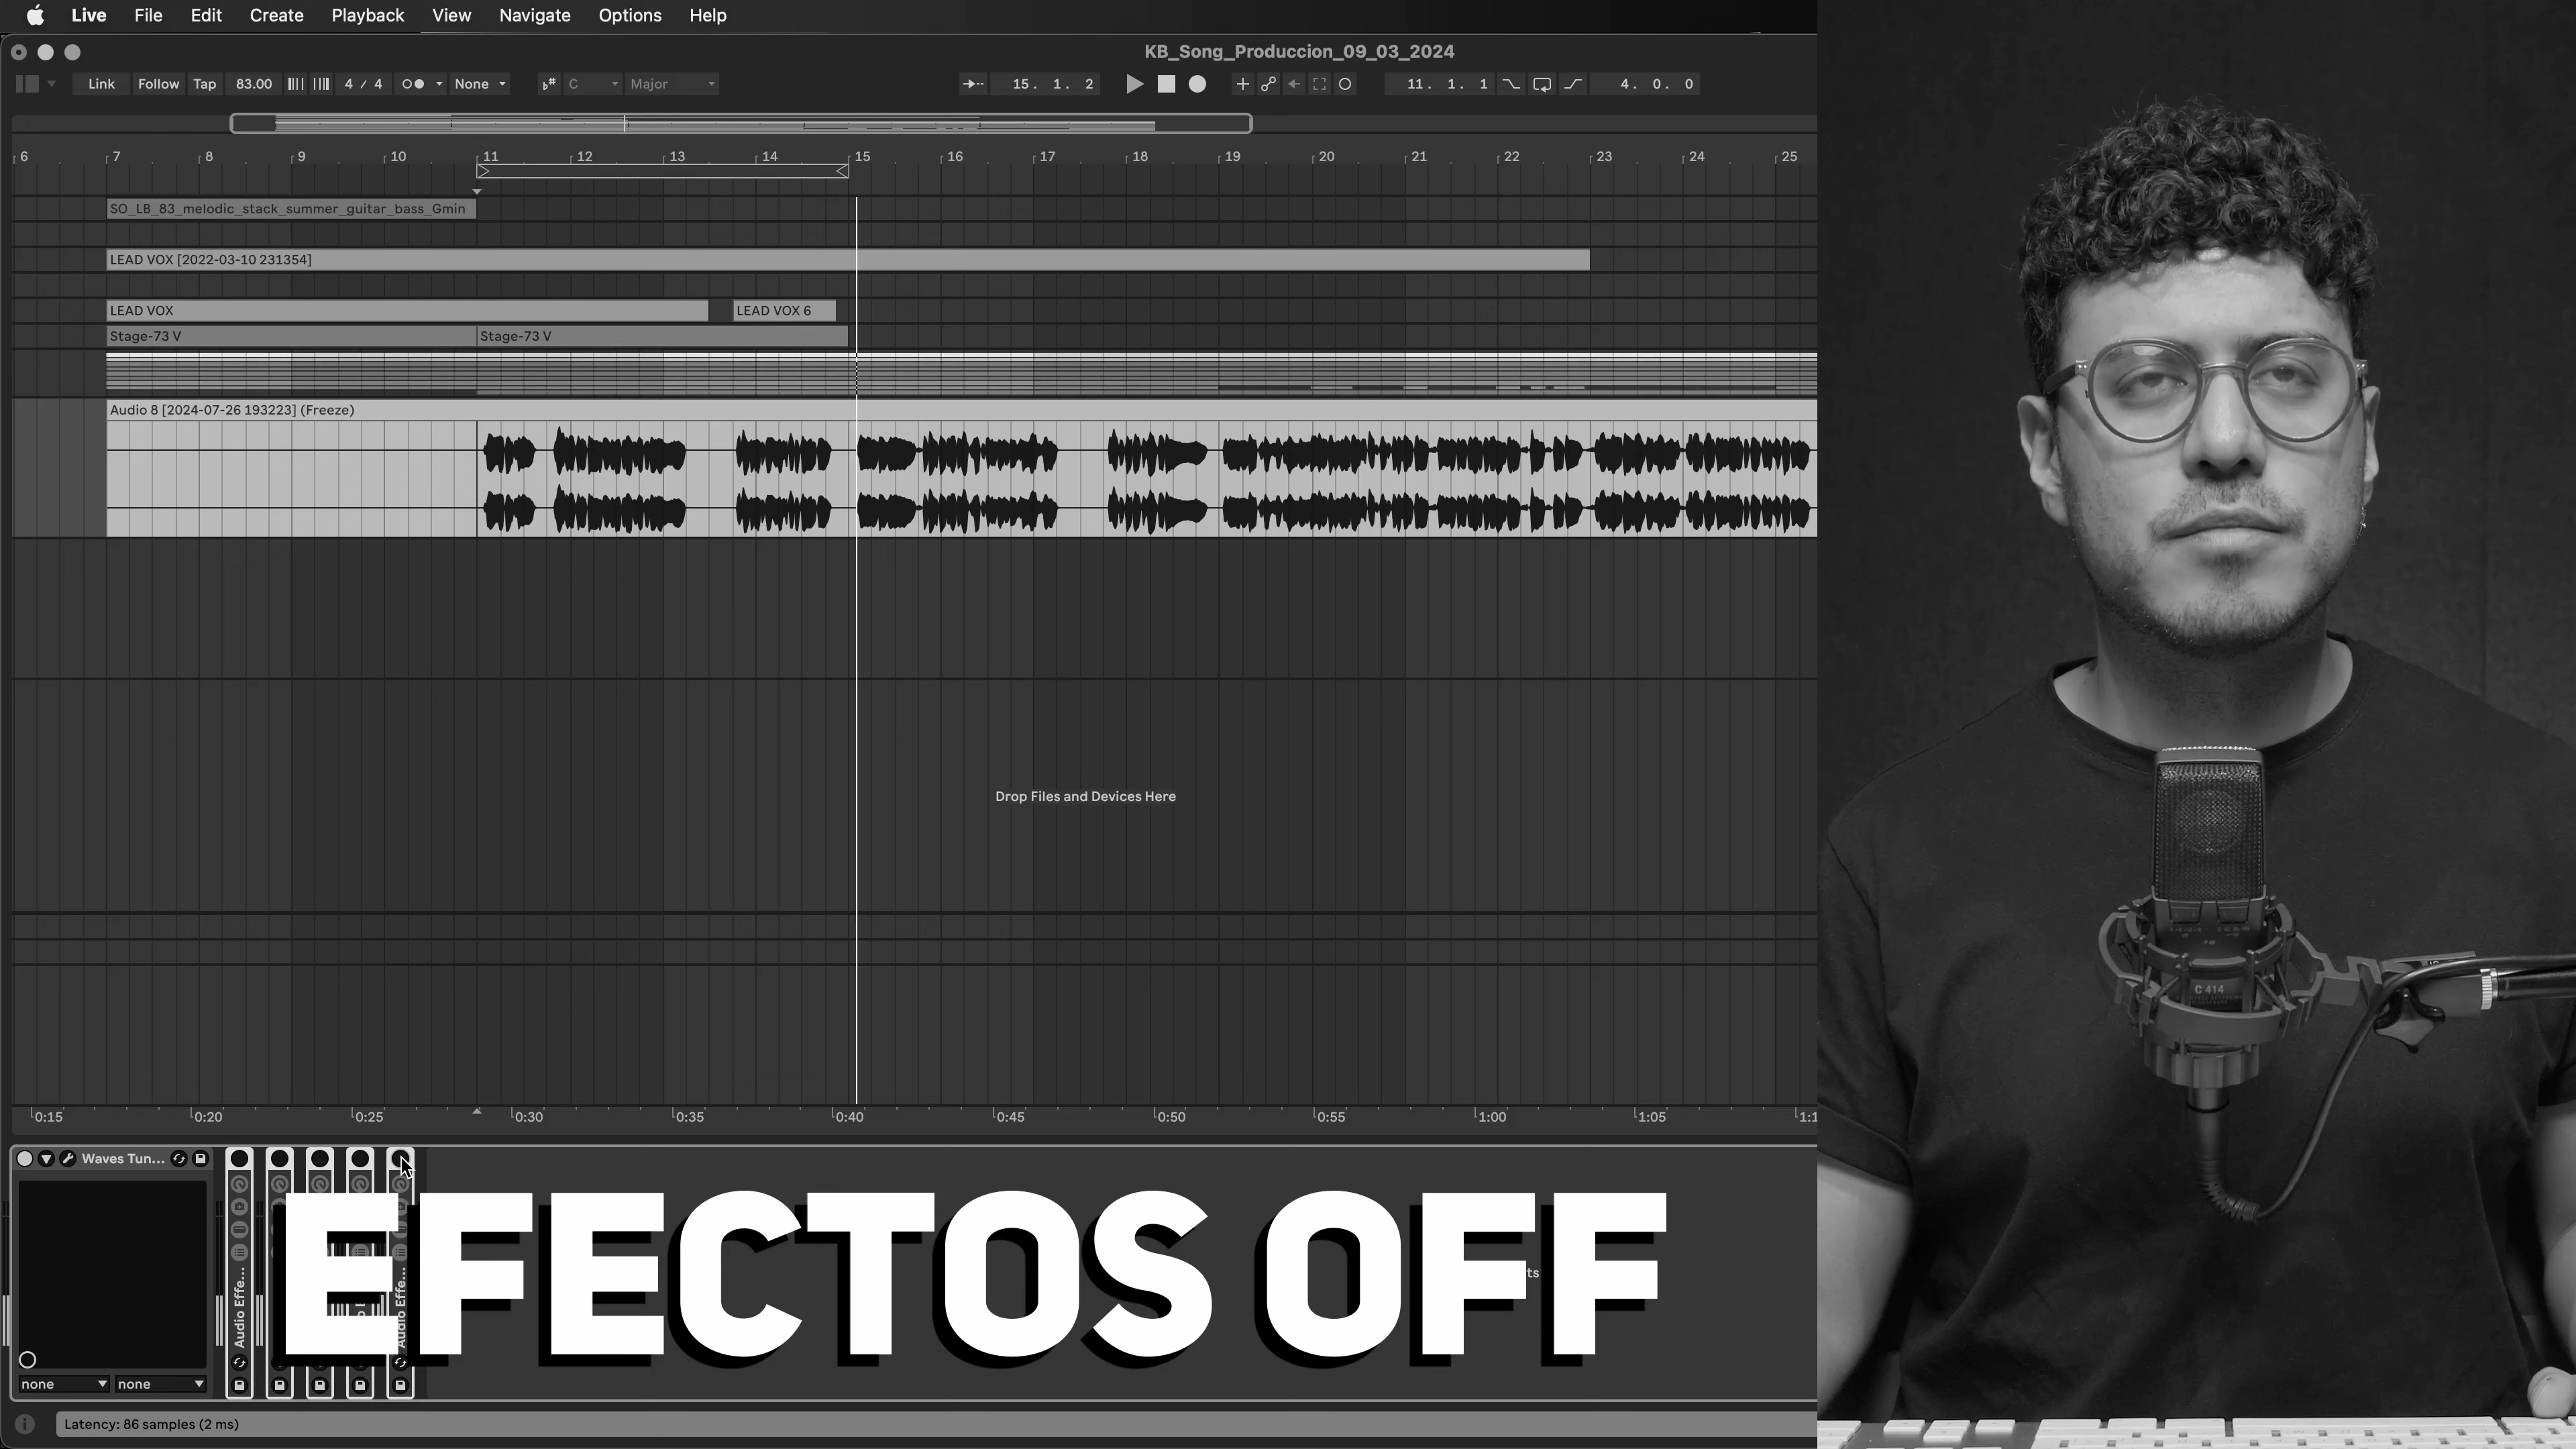 Live File Edit Create Playback View Navigate Options Help
KB_Song_Produccion_09_03_2024
Link Follow Tap 83.00 4 / 4 None C Major 15. 1. 2 11. 1. 1 4. 0. 0
6 7 8 9 10 11 12 13 14 15 16 17 18 19 20 21 22 23 24 25
SO_LB_83_melodic_stack_summer_guitar_bass_Gmin
LEAD VOX [2022-03-10 231354]
LEAD VOX LEAD VOX 6
Stage-73 V Stage-73 V
Audio 8 [2024-07-26 193223] (Freeze)
Drop Files and Devices Here
C 414
0:15 0:20 0:25 0:30 0:35 0:40 0:45 0:50 0:55 1:00 1:05
Waves Tun...
Audio Effe...
Audio Effe...
EFECTOS OFF
none none
Latency: 86 samples (2 ms)